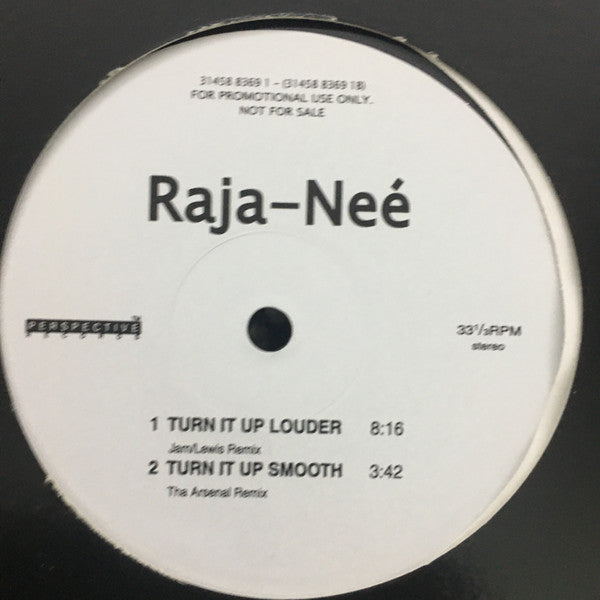 31458 8369 1 – (31458 8369 1B)
FOR PROMOTIONAL USE ONLY.
NOT FOR SALE
Raja–Neé
PERSPECTIVE
RECORDS
33⅓RPM
stereo
1 TURN IT UP LOUDER 8:16
Jam/Lewis Remix
2 TURN IT UP SMOOTH 3:42
Tha Arsenal Remix